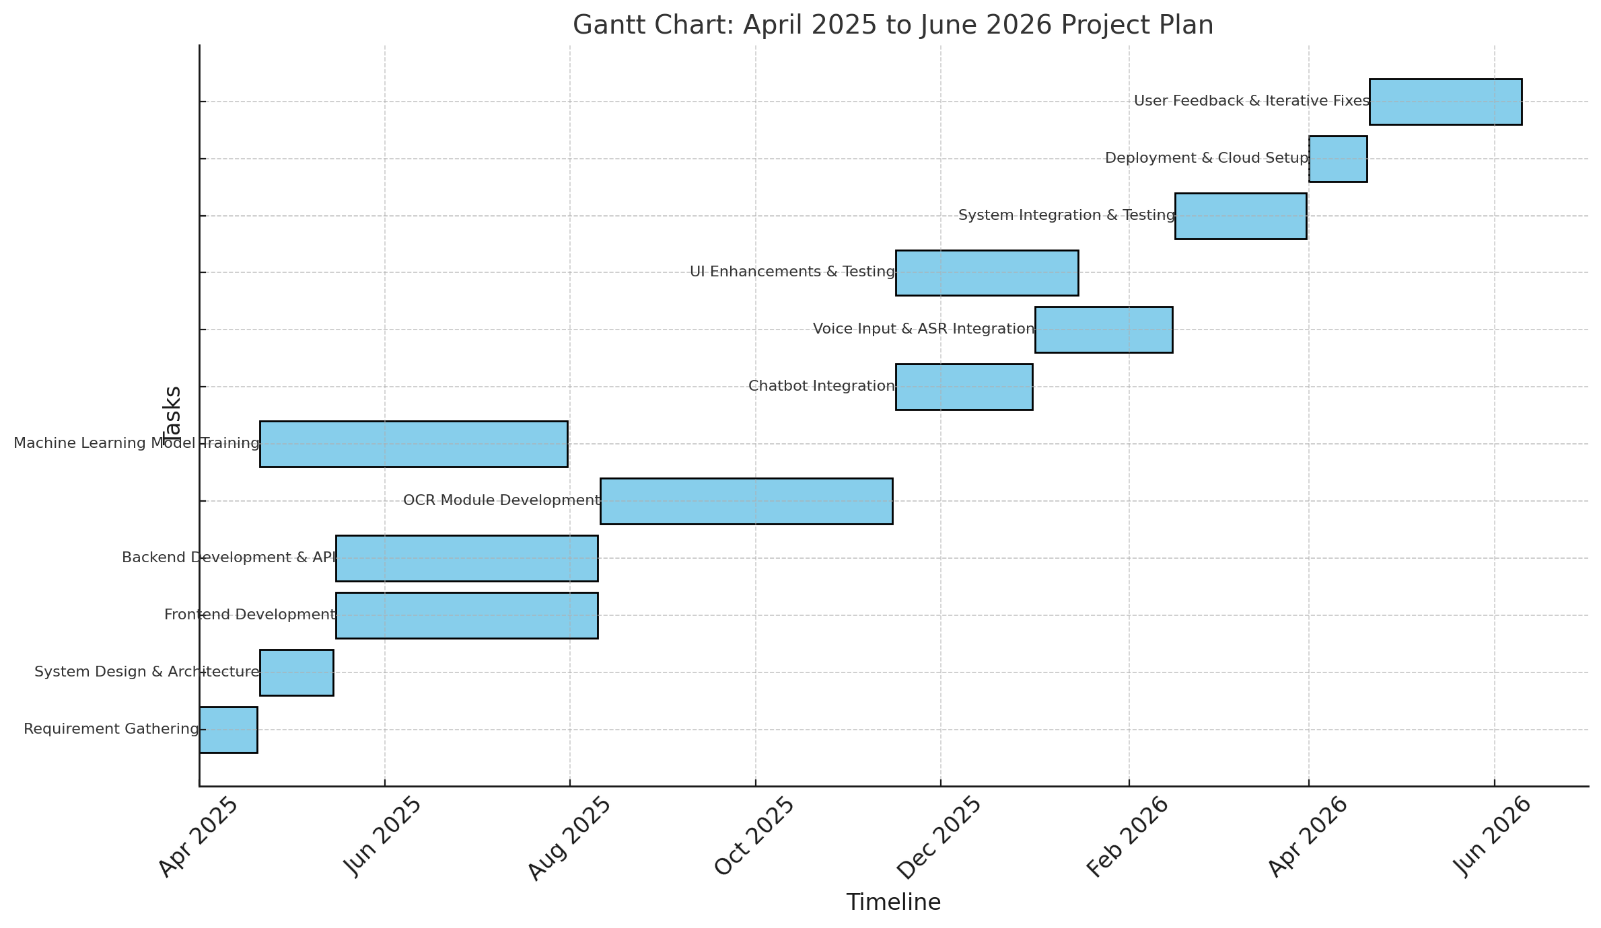 Gantt Chart: April 2025 to June 2026 Project Plan
User Feedback & Iterative Fixes
Deployment & Cloud Setup
System Integration & Testing
UI Enhancements & Testing
Voice Input & ASR Integration
Chatbot Integration
Tasks
Machine Learning Model Training
OCR Module Development
Backend Development & API
Frontend Development
System Design & Architecture
Requirement Gathering
Apr 2025
Jun 2025
Aug 2025
Oct 2025
Dec 2025
Feb 2026
Apr 2026
Jun 2026
Timeline